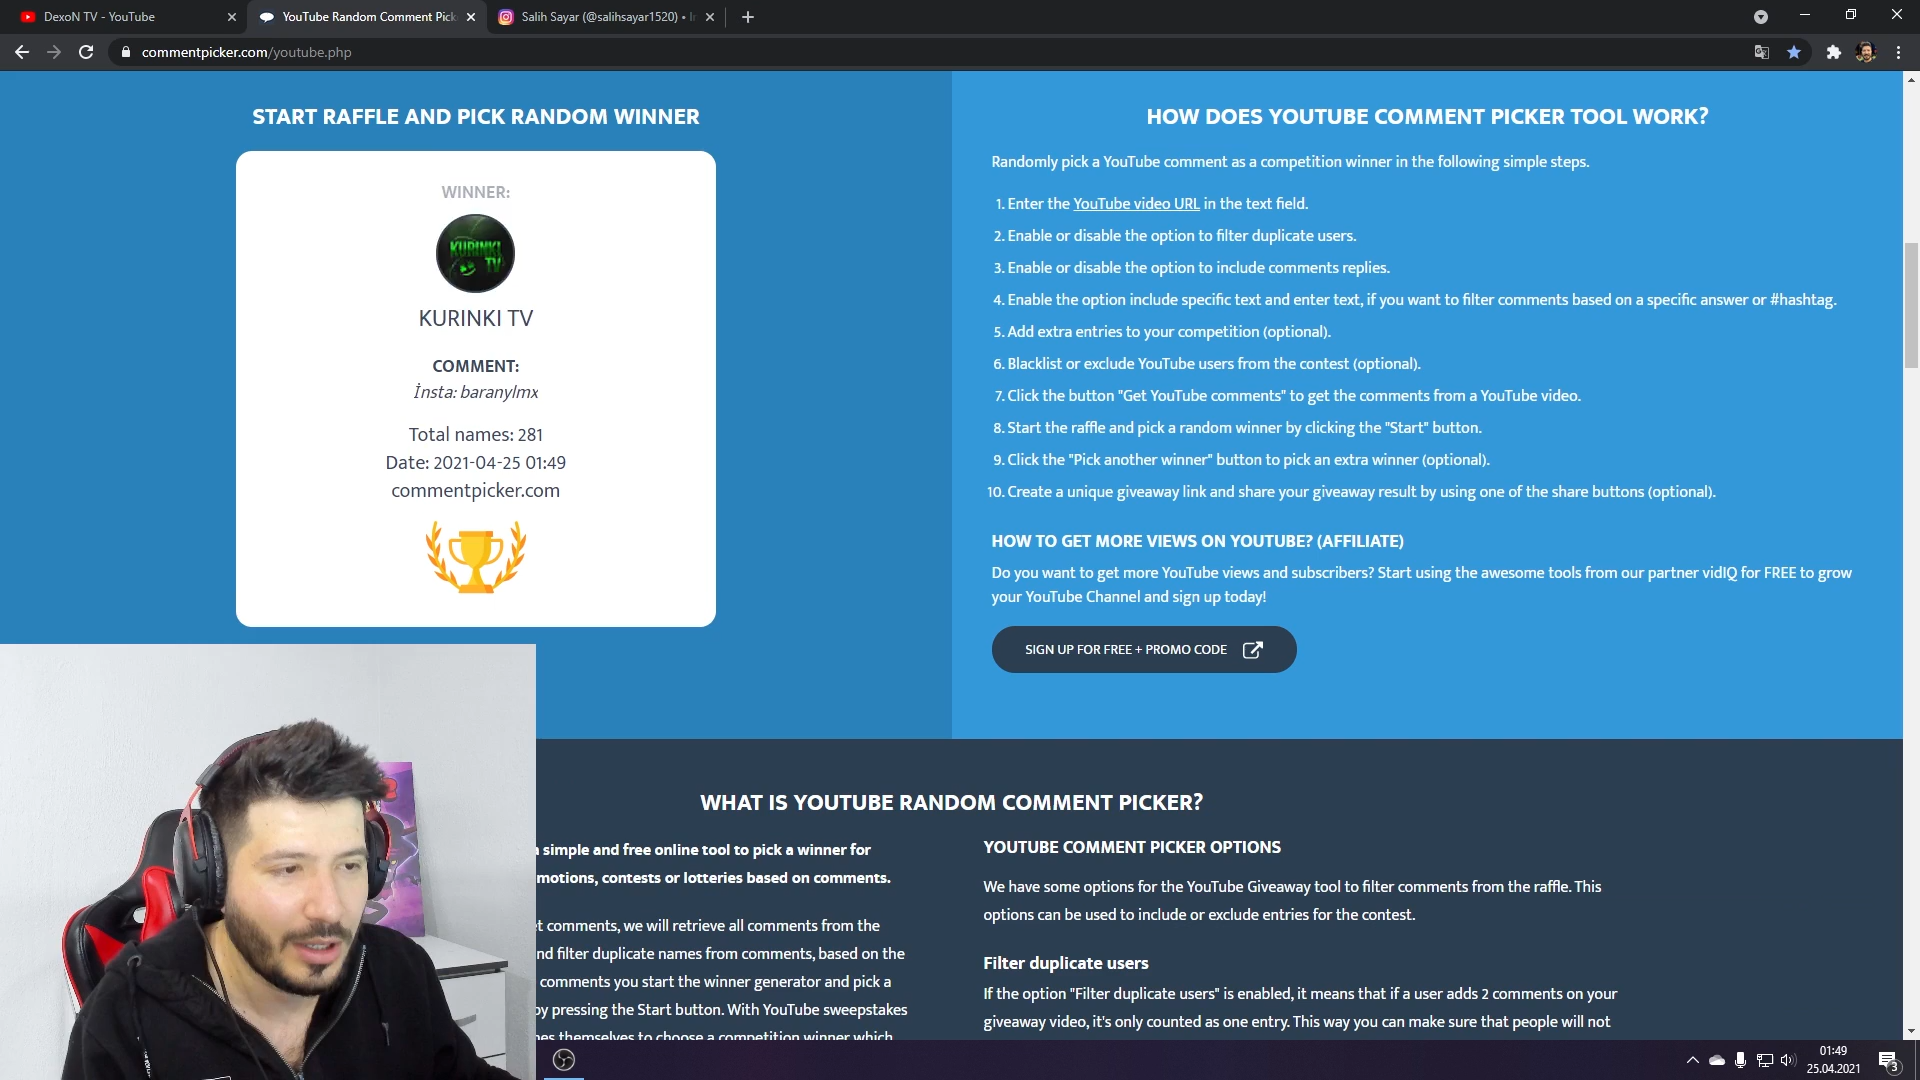 DexoN TV - YouTube
YouTube Random Comment Pick
Salih Sayar (@salihsayar1520) • In
commentpicker.com/youtube.php
START RAFFLE AND PICK RANDOM WINNER
WINNER:
KURINKI TV
KURINKI TV
COMMENT:
İnsta: baranylmx
Total names: 281
Date: 2021-04-25 01:49
commentpicker.com
HOW DOES YOUTUBE COMMENT PICKER TOOL WORK?
Randomly pick a YouTube comment as a competition winner in the following simple steps.
1. Enter the YouTube video URL in the text field.
2. Enable or disable the option to filter duplicate users.
3. Enable or disable the option to include comments replies.
4. Enable the option include specific text and enter text, if you want to filter comments based on a specific answer or #hashtag.
5. Add extra entries to your competition (optional).
6. Blacklist or exclude YouTube users from the contest (optional).
7. Click the button "Get YouTube comments" to get the comments from a YouTube video.
8. Start the raffle and pick a random winner by clicking the "Start" button.
9. Click the "Pick another winner" button to pick an extra winner (optional).
10. Create a unique giveaway link and share your giveaway result by using one of the share buttons (optional).
HOW TO GET MORE VIEWS ON YOUTUBE? (AFFILIATE)
Do you want to get more YouTube views and subscribers? Start using the awesome tools from our partner vidIQ for FREE to grow
your YouTube Channel and sign up today!
SIGN UP FOR FREE + PROMO CODE
WHAT IS YOUTUBE RANDOM COMMENT PICKER?
a simple and free online tool to pick a winner for
motions, contests or lotteries based on comments.
t comments, we will retrieve all comments from the
nd filter duplicate names from comments, based on the
comments you start the winner generator and pick a
by pressing the Start button. With YouTube sweepstakes
es themselves to choose a competition winner which
YOUTUBE COMMENT PICKER OPTIONS
We have some options for the YouTube Giveaway tool to filter comments from the raffle. This
options can be used to include or exclude entries for the contest.
Filter duplicate users
If the option "Filter duplicate users" is enabled, it means that if a user adds 2 comments on your
giveaway video, it's only counted as one entry. This way you can make sure that people will not
01:49
25.04.2021
3